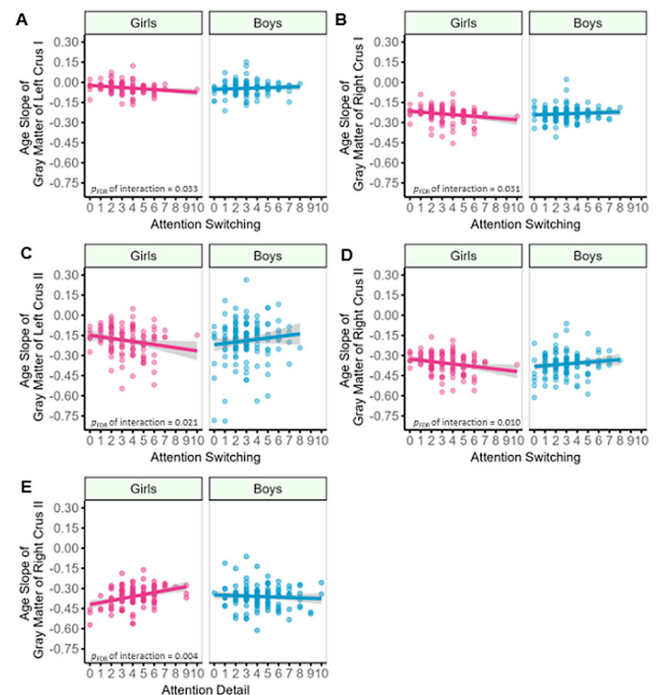 A
Girls
Boys
Age Slope of
Gray Matter of Left Crus I
0.30
0.15
0.00
-0.15
-0.30
-0.45
-0.60
-0.75
pFDR of interaction = 0.033
0 1 2 3 4 5 6 7 8 9 10
0 1 2 3 4 5 6 7 8 9 10
Attention Switching
B
Girls
Boys
Age Slope of
Gray Matter of Right Crus I
0.30
0.15
0.00
-0.15
-0.30
-0.45
-0.60
-0.75
pFDR of interaction = 0.031
0 1 2 3 4 5 6 7 8 9 10
0 1 2 3 4 5 6 7 8 9 10
Attention Switching
C
Girls
Boys
Age Slope of
Gray Matter of Left Crus II
0.30
0.15
0.00
-0.15
-0.30
-0.45
-0.60
-0.75
pFDR of interaction = 0.021
0 1 2 3 4 5 6 7 8 9 10
0 1 2 3 4 5 6 7 8 9 10
Attention Switching
D
Girls
Boys
Age Slope of
Gray Matter of Right Crus II
0.30
0.15
0.00
-0.15
-0.30
-0.45
-0.60
-0.75
pFDR of interaction = 0.010
0 1 2 3 4 5 6 7 8 9 10
0 1 2 3 4 5 6 7 8 9 10
Attention Switching
E
Girls
Boys
Age Slope of
Gray Matter of Right Crus II
0.30
0.15
0.00
-0.15
-0.30
-0.45
-0.60
-0.75
pFDR of interaction = 0.004
0 1 2 3 4 5 6 7 8 9 10
0 1 2 3 4 5 6 7 8 9 10
Attention Detail